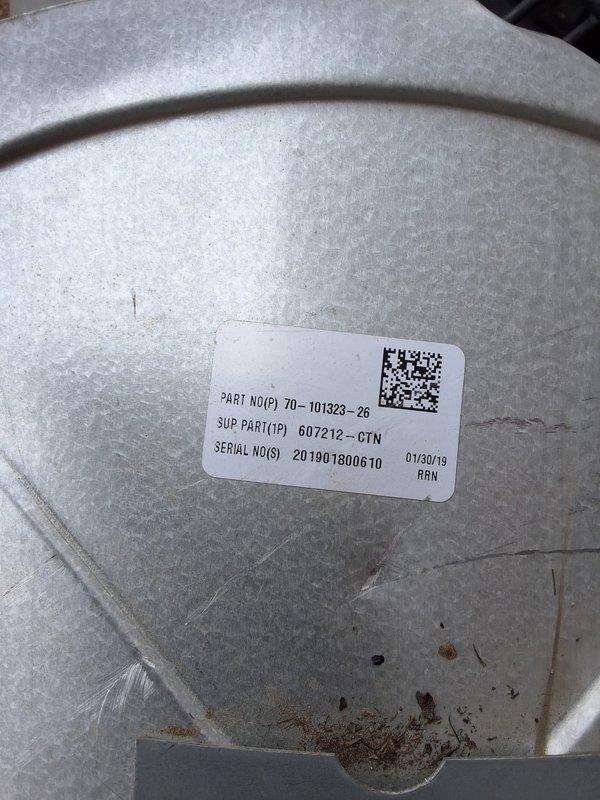 PART NO(P) 70-101323-26
SUP PART(1P) 607212-CTN
SERIAL NO(S) 201901800610
01/30/19
RRN